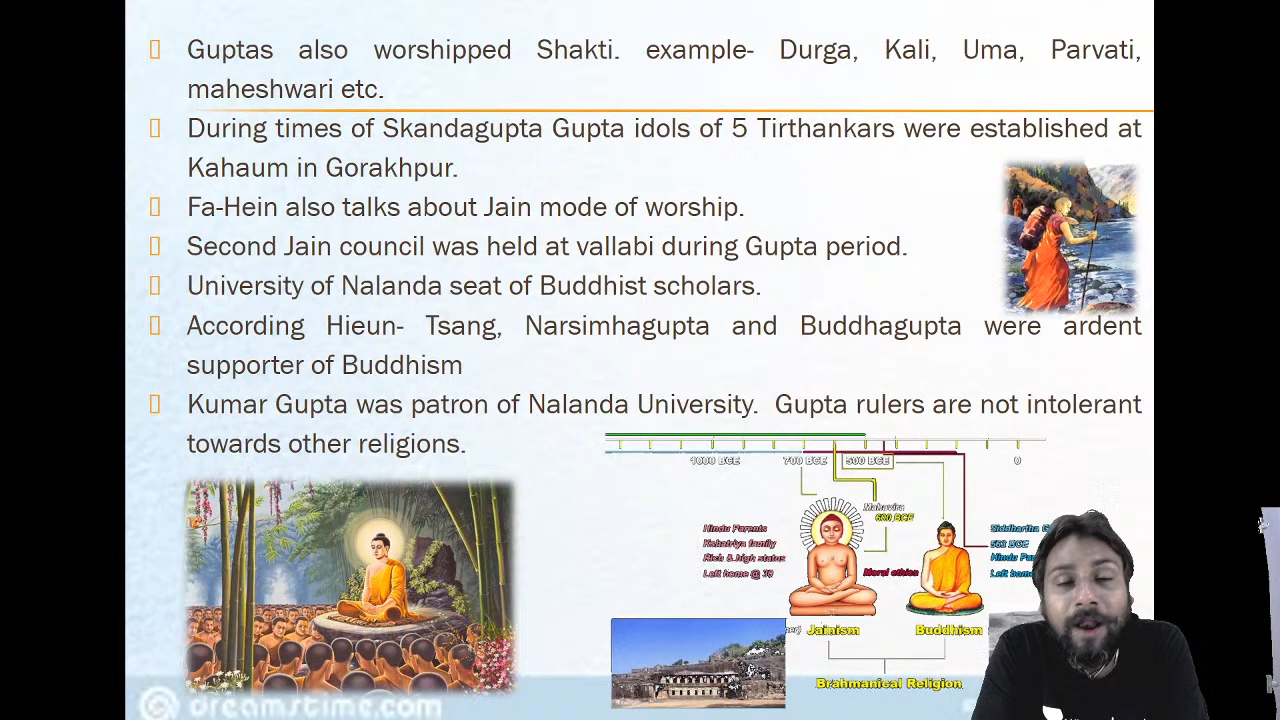 Guptas also worshipped Shakti. example- Durga, Kali, Uma, Parvati,
maheshwari etc.
During times of Skandagupta Gupta idols of 5 Tirthankars were established at
Kahaum in Gorakhpur.
Fa-Hein also talks about Jain mode of worship.
Second Jain council was held at vallabi during Gupta period.
University of Nalanda seat of Buddhist scholars.
According Hieun- Tsang, Narsimhagupta and Buddhagupta were ardent
supporter of Buddhism
Kumar Gupta was patron of Nalanda University. Gupta rulers are not intolerant
towards other religions.
1000 BCE 700 BCE 500 BCE 0
Mahavira
Hindu Parents
Kshatriya family
Rich & high status
Left home @ 30
Moral ethics
Siddhartha
563 BCE
Hindu
Left
Jainism Buddhism
Brahmanical Religion